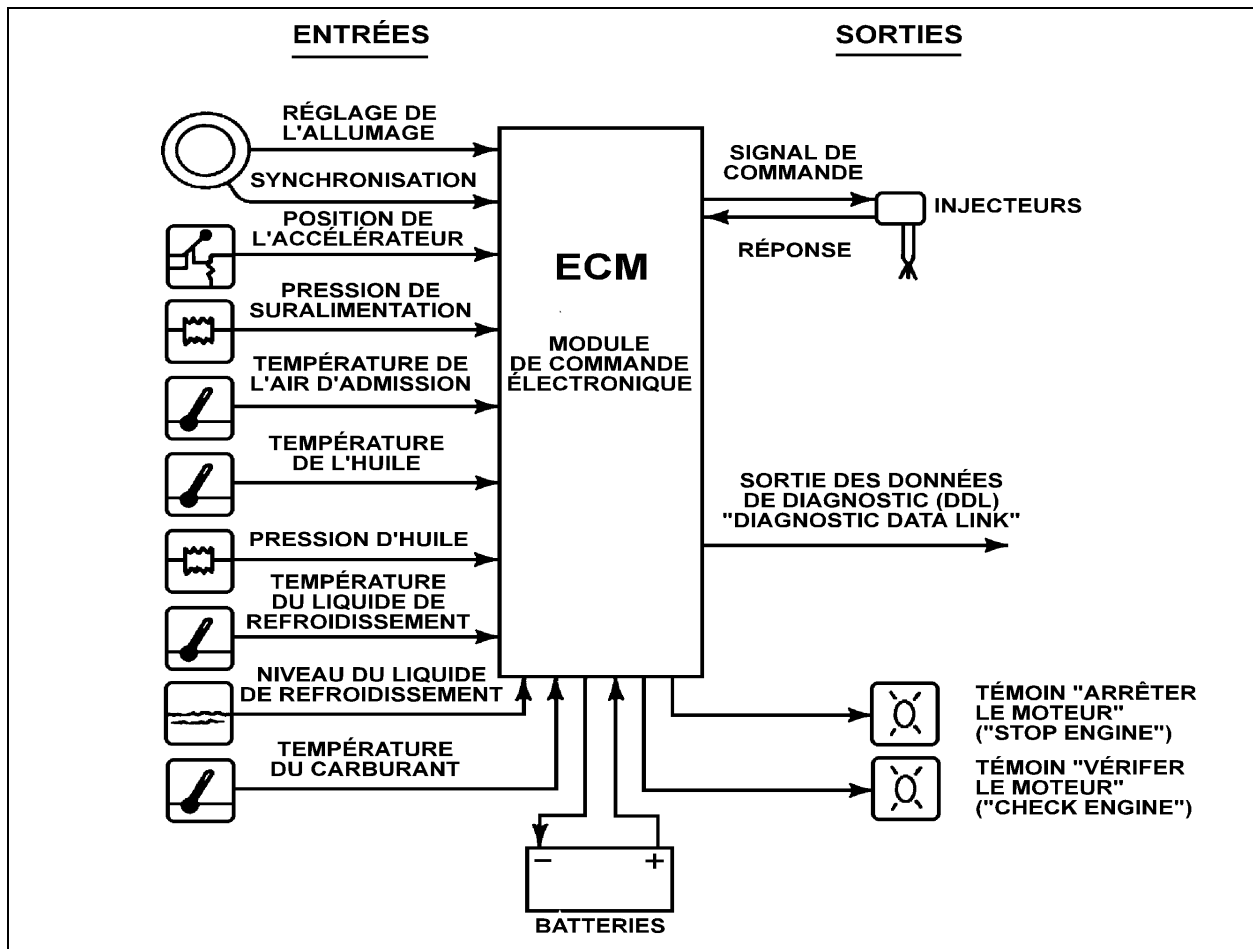 ENTRÉES
SORTIES
RÉGLAGE DE
L'ALLUMAGE
SYNCHRONISATION
POSITION DE
L'ACCÉLÉRATEUR
PRESSION DE
SURALIMENTATION
TEMPÉRATURE DE
L'AIR D'ADMISSION
TEMPÉRATURE
DE L'HUILE
PRESSION D'HUILE
TEMPÉRATURE
DU LIQUIDE DE
REFROIDISSEMENT
NIVEAU DU LIQUIDE
DE REFROIDISSEMENT
TEMPÉRATURE
DU CARBURANT
ECM
MODULE
DE COMMANDE
ÉLECTRONIQUE
SIGNAL DE
COMMANDE
INJECTEURS
RÉPONSE
SORTIE DES DONNÉES
DE DIAGNOSTIC (DDL)
"DIAGNOSTIC DATA LINK"
TÉMOIN "ARRÊTER
LE MOTEUR"
("STOP ENGINE")
TÉMOIN "VÉRIFER
LE MOTEUR"
("CHECK ENGINE")
− +
BATTERIES